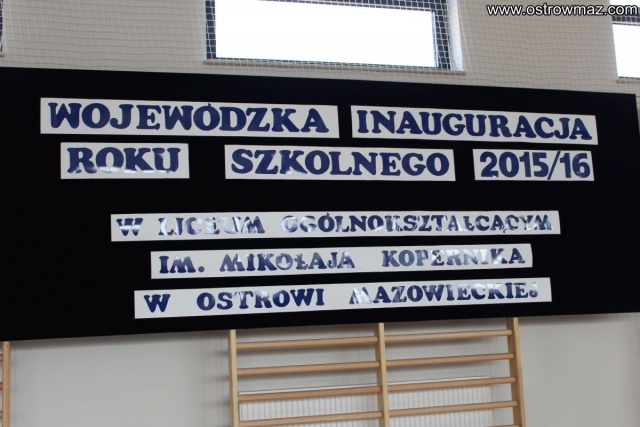 www.ostrowmaz.com
WOJEWÓDZKA INAUGURACJA
ROKU SZKOLNEGO 2015/16
W LICEUM OGÓLNOKSZTAŁCĄCYM
IM. MIKOŁAJA KOPERNIKA
W OSTROWI MAZOWIECKIEJ